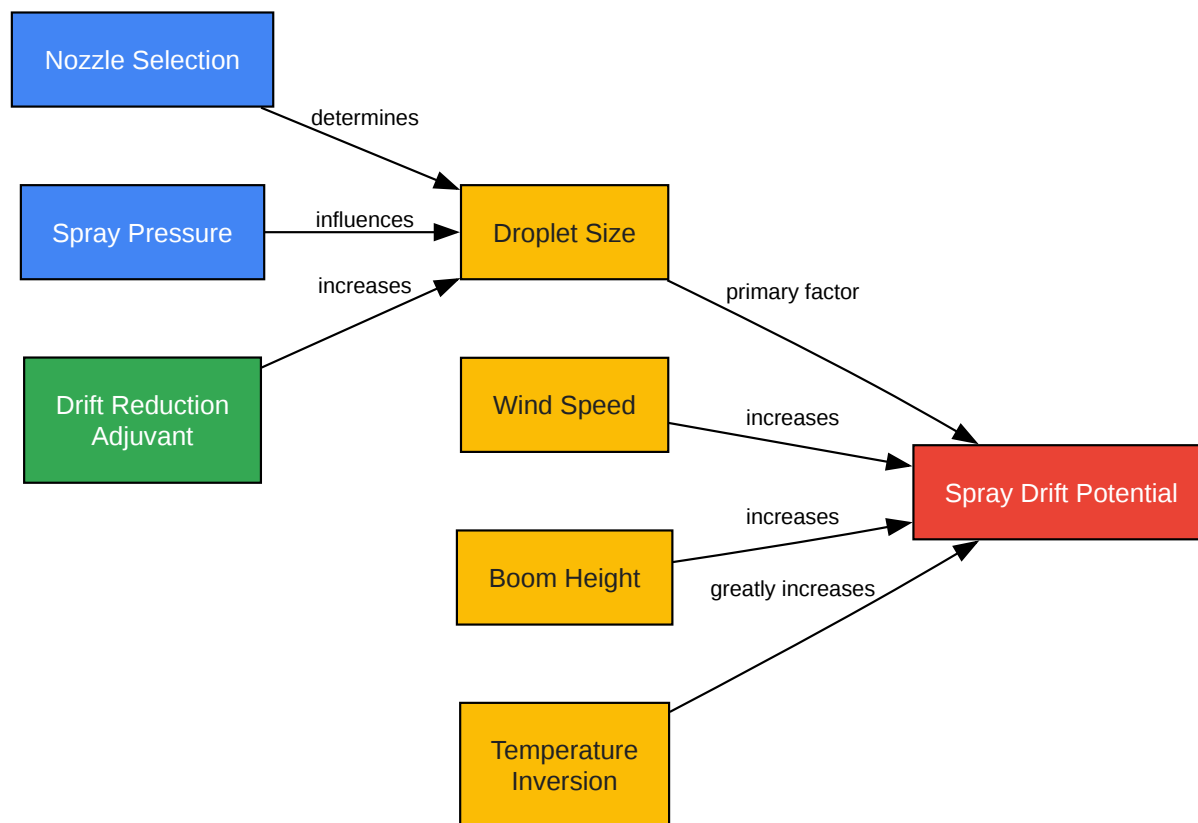 Nozzle Selection
determines
Spray Pressure
influences
Droplet Size
increases
primary factor
Drift Reduction
Adjuvant
Wind Speed
increases
Spray Drift Potential
increases
Boom Height
greatly increases
Temperature
Inversion